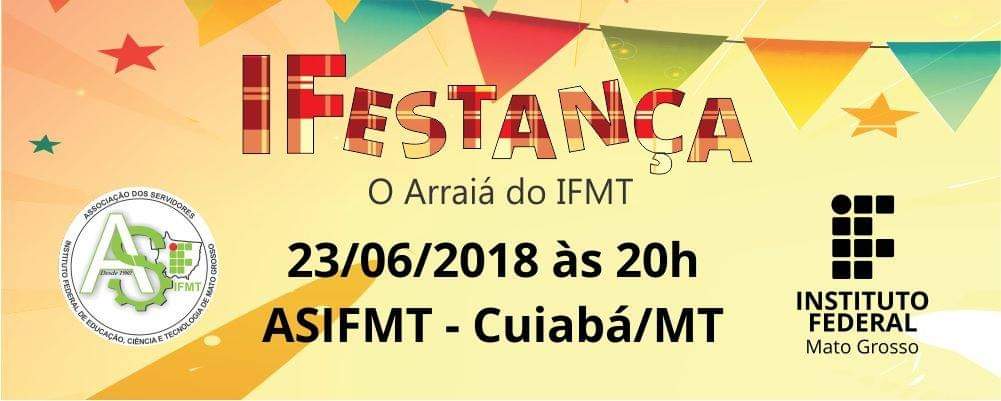 IFESTANÇA
O Arraiá do IFMT
23/06/2018 às 20h
ASIFMT - Cuiabá/MT
ASSOCIAÇÃO DOS SERVIDORES
INSTITUTO FEDERAL DE EDUCAÇÃO, CIÊNCIA E TECNOLOGIA DE MATO GROSSO
AS
IFMT
INSTITUTO
FEDERAL
Mato Grosso